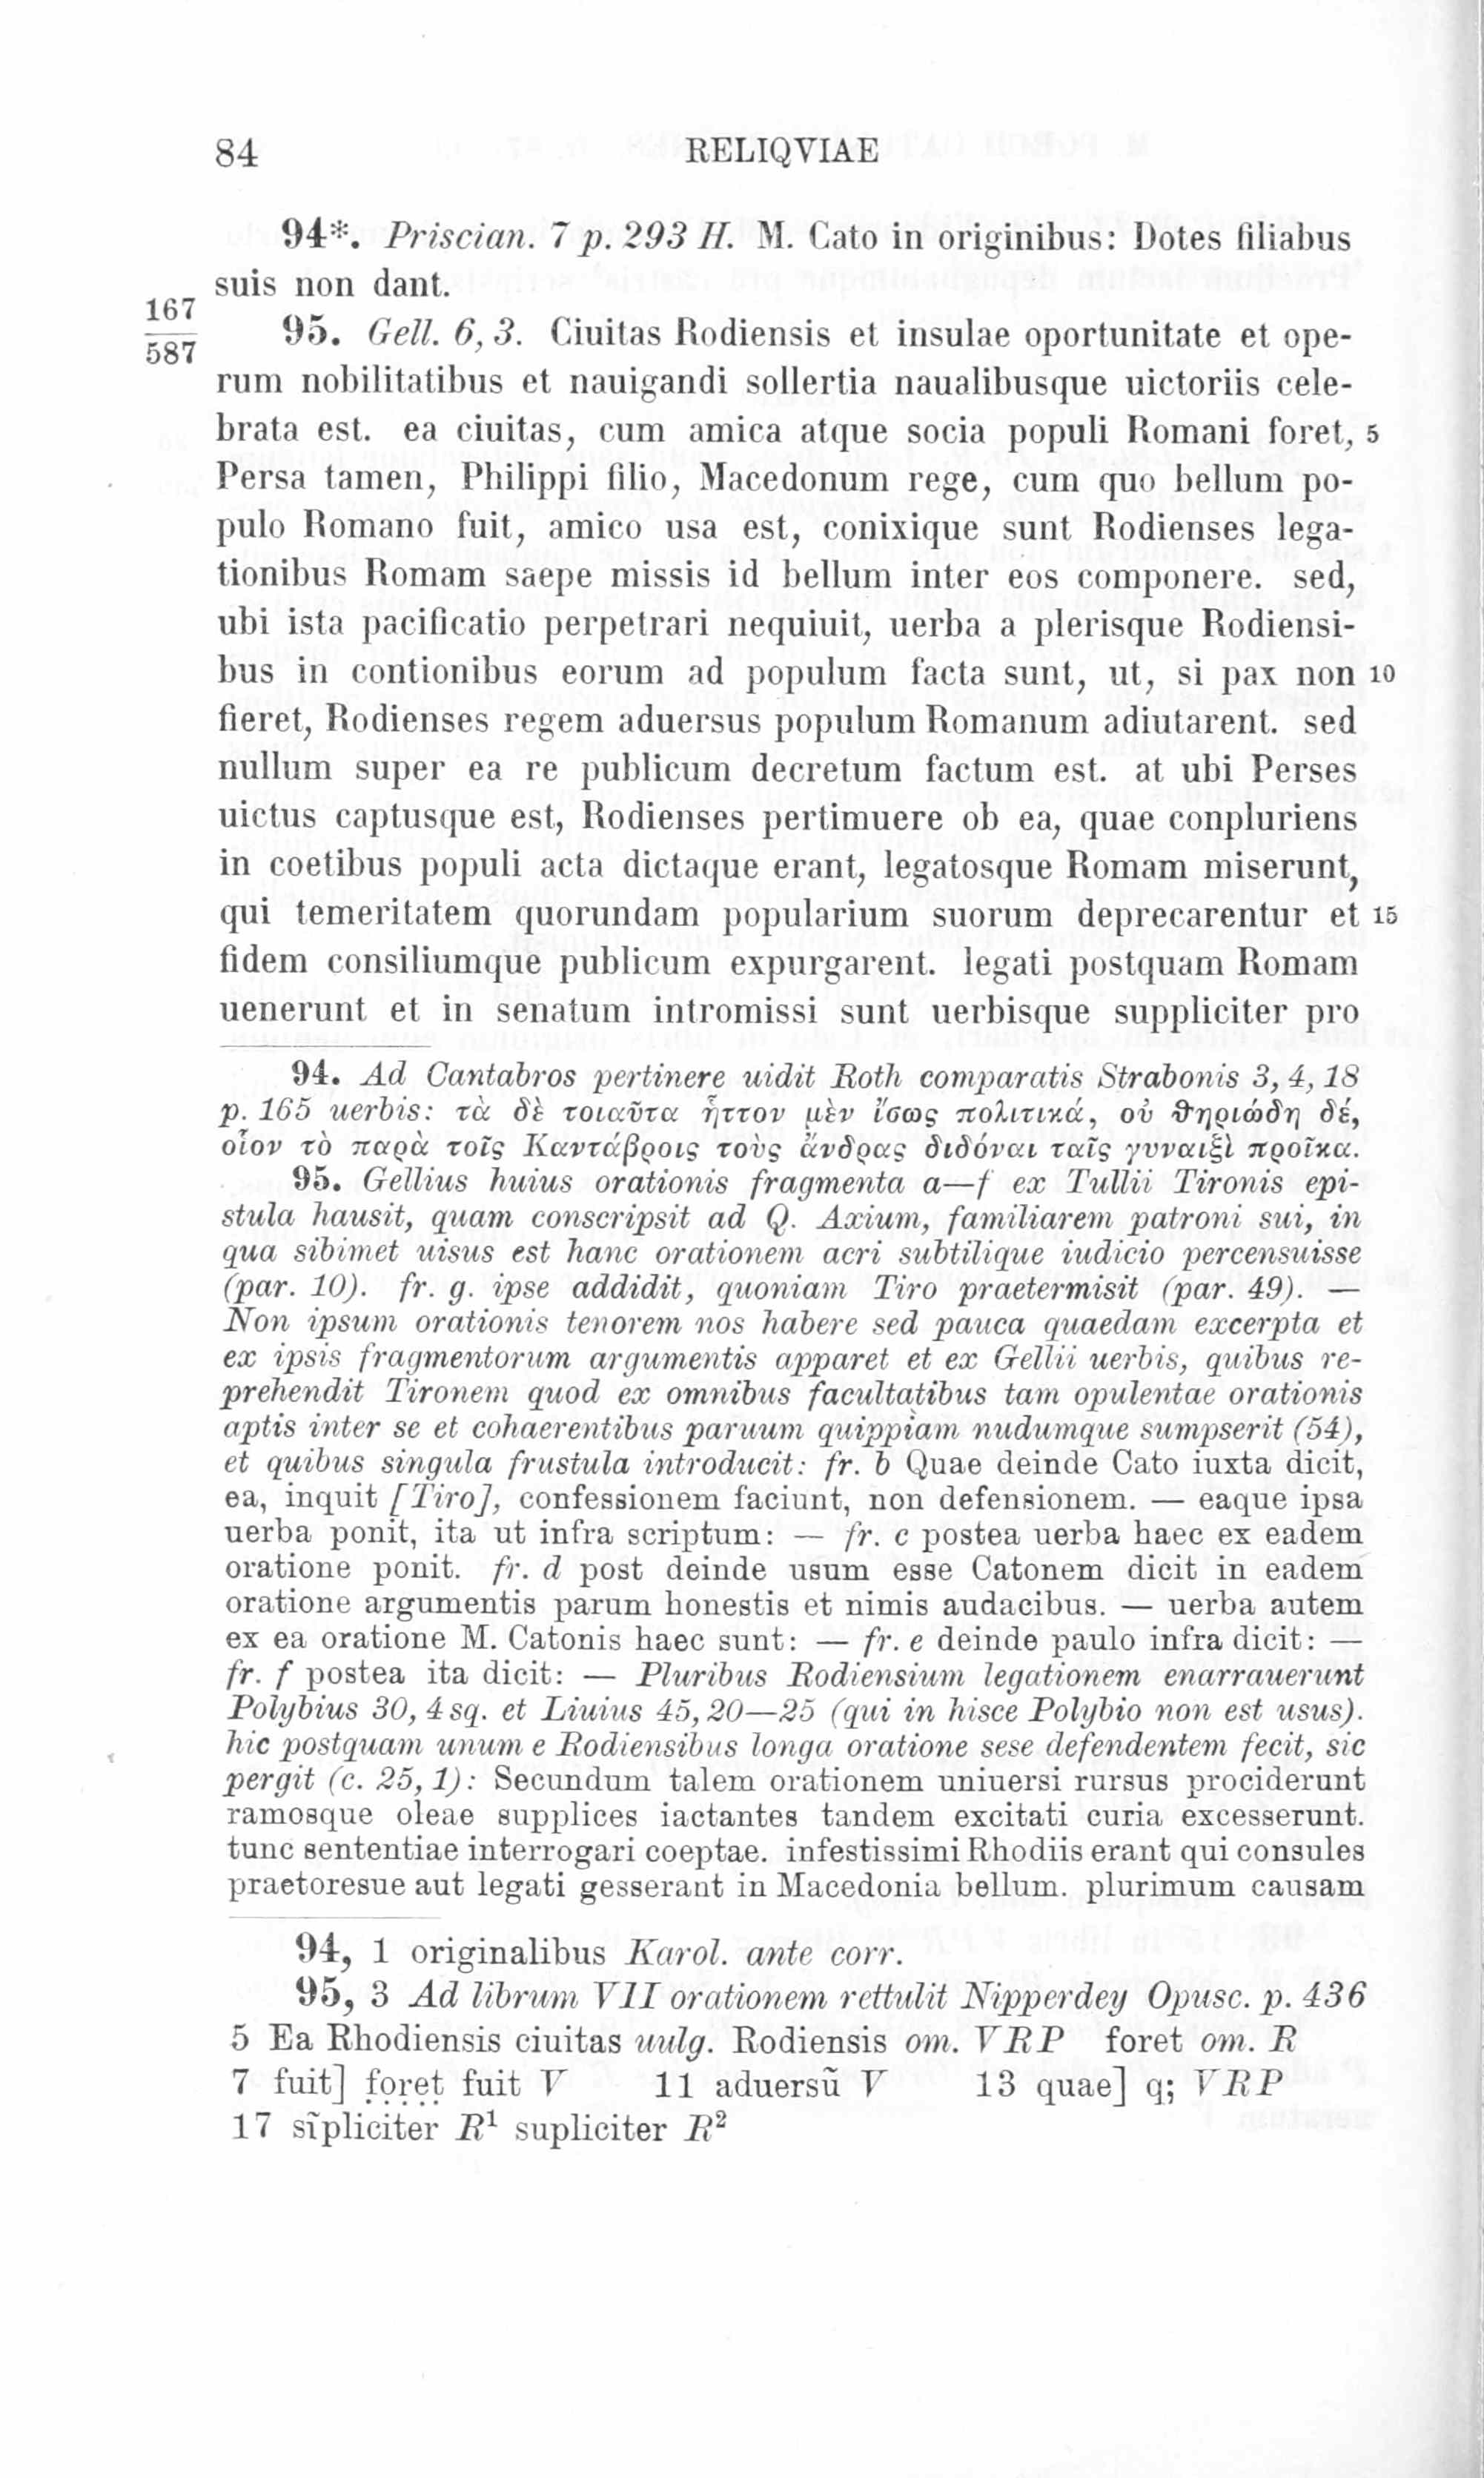 84 RELIQVIAE
94*. Priscian. 7 p. 293 H. M. Cato in originibus: Dotes filiabus
suis non dant.
167
587
95. Gell. 6, 3. Ciuitas Rodiensis et insulae oportunitate et ope-
rum nobilitatibus et nauigandi sollertia naualibusque uictoriis cele-
brata est. ea ciuitas, cum amica atque socia populi Romani foret, 5
Persa tamen, Philippi filio, Macedonum rege, cum quo bellum po-
pulo Romano fuit, amico usa est, conixique sunt Rodienses lega-
tionibus Romam saepe missis id bellum inter eos componere. sed,
ubi ista pacificatio perpetrari nequiuit, uerba a plerisque Rodiensi-
bus in contionibus eorum ad populum facta sunt, ut, si pax non 10
fieret, Rodienses regem aduersus populum Romanum adiutarent. sed
nullum super ea re publicum decretum factum est. at ubi Perses
uictus captusque est, Rodienses pertimuere ob ea, quae conpluriens
in coetibus populi acta dictaque erant, legatosque Romam miserunt,
qui temeritatem quorundam popularium suorum deprecarentur et 15
fidem consiliumque publicum expurgarent. legati postquam Romam
uenerunt et in senatum intromissi sunt uerbisque suppliciter pro
94. Ad Cantabros pertinere uidit Roth comparatis Strabonis 3, 4, 18
p. 165 uerbis: τὰ δὲ τοιαῦτα ἧττον μὲν ἴσως πολιτικά, οὐ θηριώδη δέ,
οἷον τὸ παρὰ τοῖς Καντάβροις τοὺς ἄνδρας διδόναι ταῖς γυναιξὶ προῖκα.
95. Gellius huius orationis fragmenta a—f ex Tullii Tironis epi-
stula hausit, quam conscripsit ad Q. Axium, familiarem patroni sui, in
qua sibimet uisus est hanc orationem acri subtilique iudicio percensuisse
(par. 10). fr. g. ipse addidit, quoniam Tiro praetermisit (par. 49). —
Non ipsum orationis tenorem nos habere sed pauca quaedam excerpta et
ex ipsis fragmentorum argumentis apparet et ex Gellii uerbis, quibus re-
prehendit Tironem quod ex omnibus facultatibus tam opulentae orationis
aptis inter se et cohaerentibus paruum quippiam nudumque sumpserit (54),
et quibus singula frustula introducit: fr. b Quae deinde Cato iuxta dicit,
ea, inquit [Tiro], confessionem faciunt, non defensionem. — eaque ipsa
uerba ponit, ita ut infra scriptum: — fr. c postea uerba haec ex eadem
oratione ponit. fr. d post deinde usum esse Catonem dicit in eadem
oratione argumentis parum honestis et nimis audacibus. — uerba autem
ex ea oratione M. Catonis haec sunt: — fr. e deinde paulo infra dicit: —
fr. f postea ita dicit: — Pluribus Rodiensium legationem enarrauerunt
Polybius 30, 4 sq. et Liuius 45, 20—25 (qui in hisce Polybio non est usus).
hic postquam unum e Rodiensibus longa oratione sese defendentem fecit, sic
pergit (c. 25, 1): Secundum talem orationem uniuersi rursus prociderunt
ramosque oleae supplices iactantes tandem excitati curia excesserunt.
tunc sententiae interrogari coeptae. infestissimi Rhodiis erant qui consules
praetoresue aut legati gesserant in Macedonia bellum. plurimum causam
94, 1 originalibus Karol. ante corr.
95, 3 Ad librum VII orationem rettulit Nipperdey Opusc. p. 436
5 Ea Rhodiensis ciuitas uulg. Rodiensis om. VRP foret om. R
7 fuit] f̣ọṛẹṭ fuit V 11 aduersū V 13 quae] q; VRP
17 sīpliciter R¹ supliciter R²